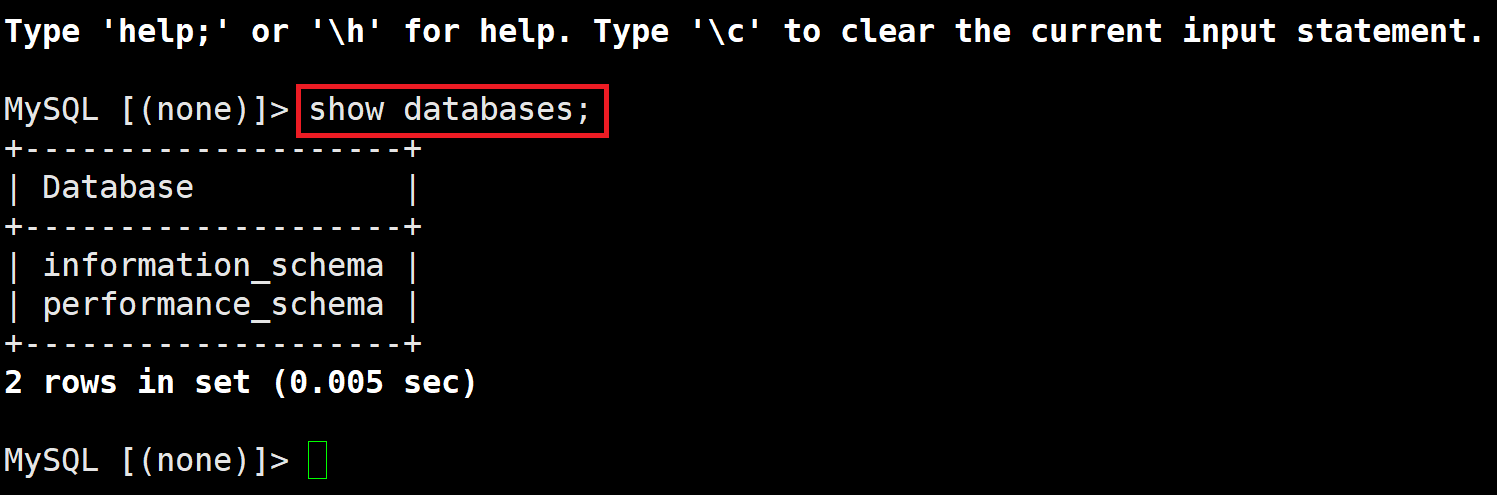 Type 'help;' or '\h' for help. Type '\c' to clear the current input statement.
MySQL [(none)]> show databases;
+--------------------+
| Database           |
+--------------------+
| information_schema |
| performance_schema |
+--------------------+
2 rows in set (0.005 sec)
MySQL [(none)]>